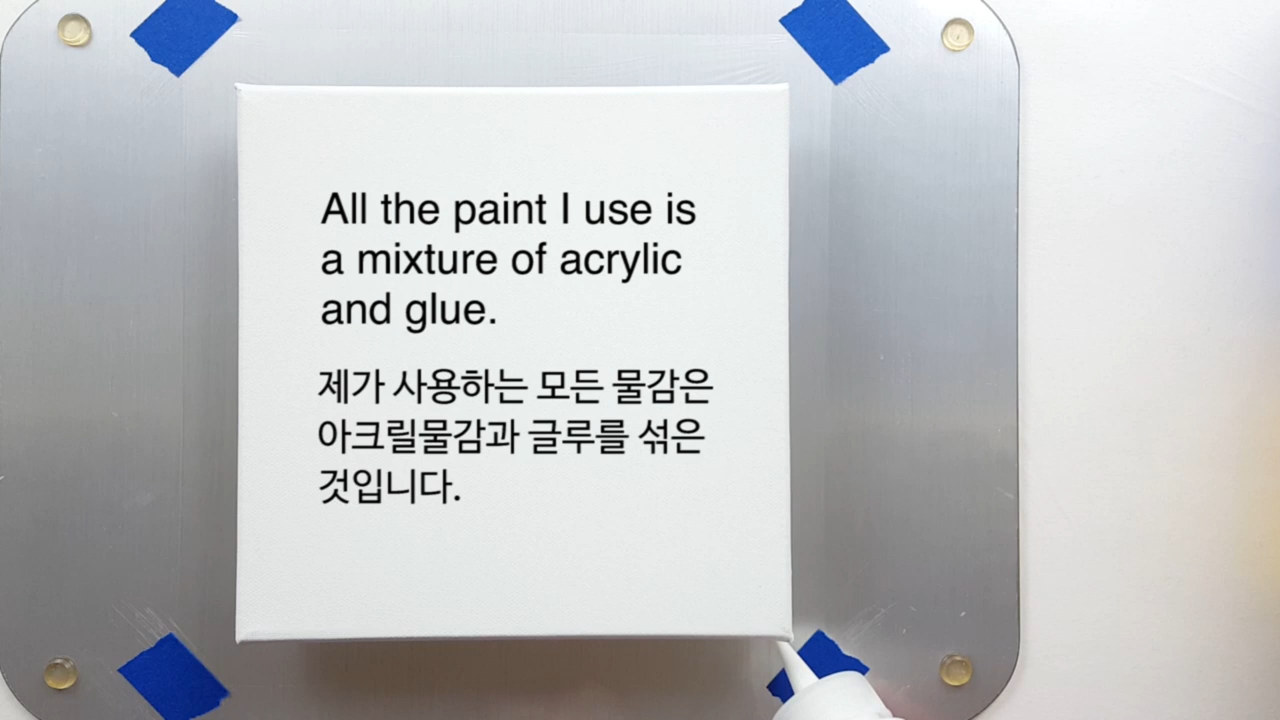 All the paint I use is
a mixture of acrylic
and glue.
제가 사용하는 모든 물감은
아크릴물감과 글루를 섞은
것입니다.